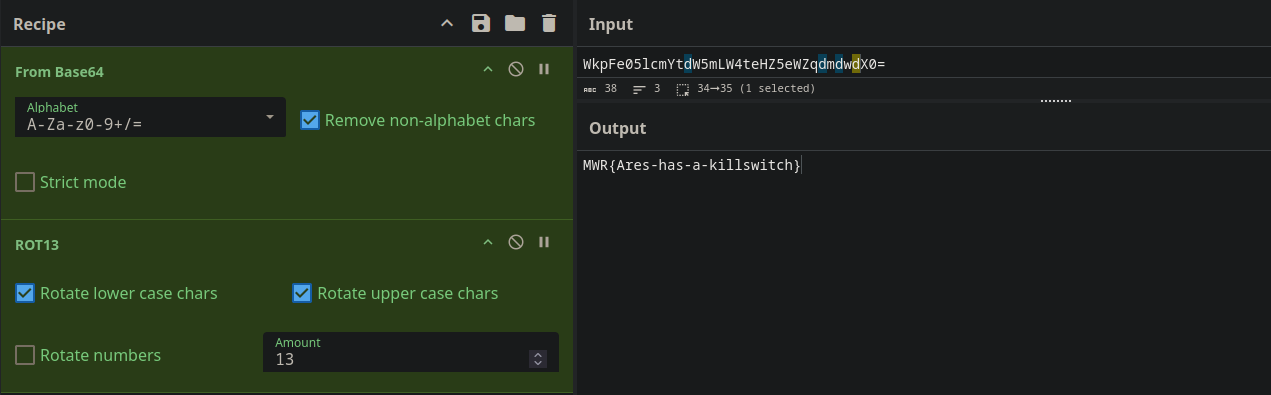 Recipe
From Base64
Alphabet
A-Za-z0-9+/=
Remove non-alphabet chars
Strict mode
ROT13
Rotate lower case chars
Rotate upper case chars
Rotate numbers
Amount
13
Input
WkpFe05lcmYtdW5mLW4teHZ5eWZqdmdwdX0=
ABC 38 3 34→35 (1 selected)
Output
MWR{Ares-has-a-killswitch}